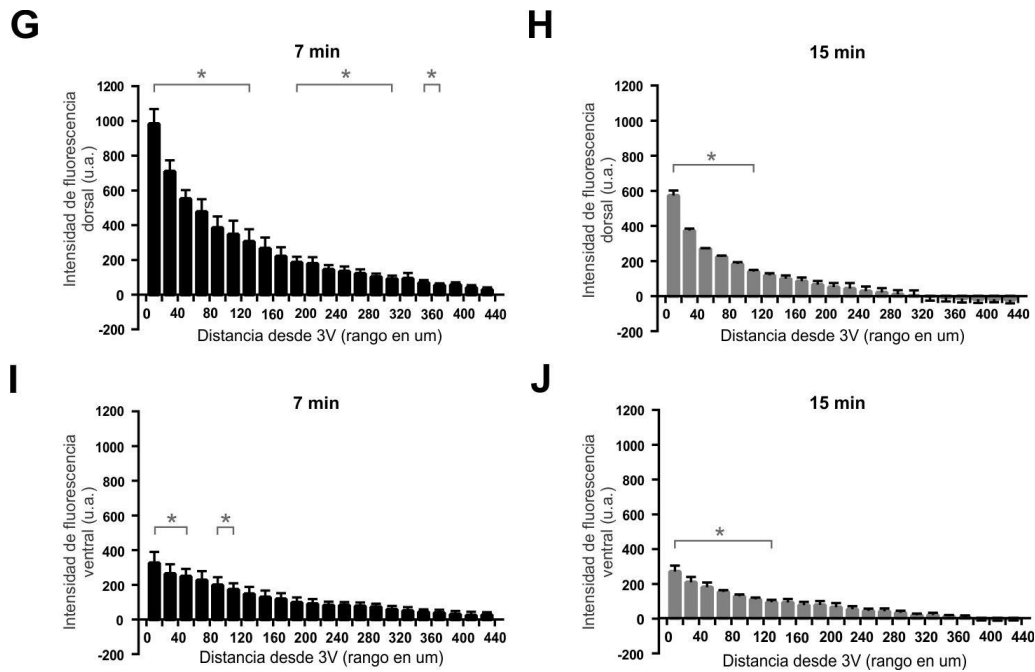 G
7 min
* * *
1200
1000
800
600
400
200
0
-200
Intensidad de fluorescencia
dorsal (u.a.)
0 40 80 120 160 200 240 280 320 360 400 440
Distancia desde 3V (rango en um)
H
15 min
*
1200
1000
800
600
400
200
0
-200
Intensidad de fluorescencia
dorsal (u.a.)
0 40 80 120 160 200 240 280 320 360 400 440
Distancia desde 3V (rango en um)
I
7 min
* *
1200
1000
800
600
400
200
0
-200
Intensidad de fluorescencia
ventral (u.a.)
0 40 80 120 160 200 240 280 320 360 400 440
Distancia desde 3V (rango en um)
J
15 min
*
1200
1000
800
600
400
200
0
-200
Intensidad de fluorescencia
ventral (u.a.)
0 40 80 120 160 200 240 280 320 360 400 440
Distancia desde 3V (rango en um)